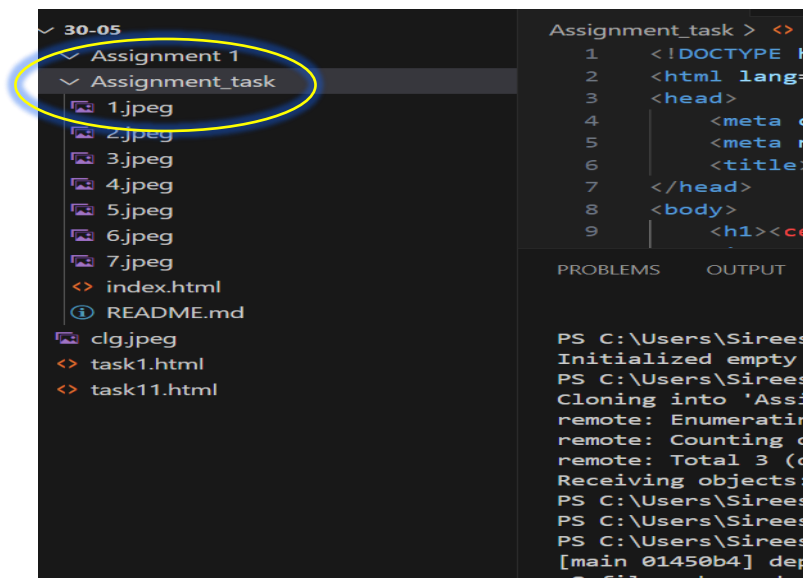 30-05
Assignment 1
Assignment_task
1.jpeg
2.jpeg
3.jpeg
4.jpeg
5.jpeg
6.jpeg
7.jpeg
index.html
README.md
clg.jpeg
task1.html
task11.html
Assignment_task > <>
1 <!DOCTYPE
2 <html lang=
3 <head>
4 <meta
5 <meta
6 <title>
7 </head>
8 <body>
9 <h1><ce
PROBLEMS OUTPUT
PS C:\Users\Sirees
Initialized empty
PS C:\Users\Sirees
Cloning into 'Assi
remote: Enumeratin
remote: Counting
remote: Total 3 (
Receiving objects:
PS C:\Users\Sirees
PS C:\Users\Sirees
PS C:\Users\Sirees
[main 01450b4] dep